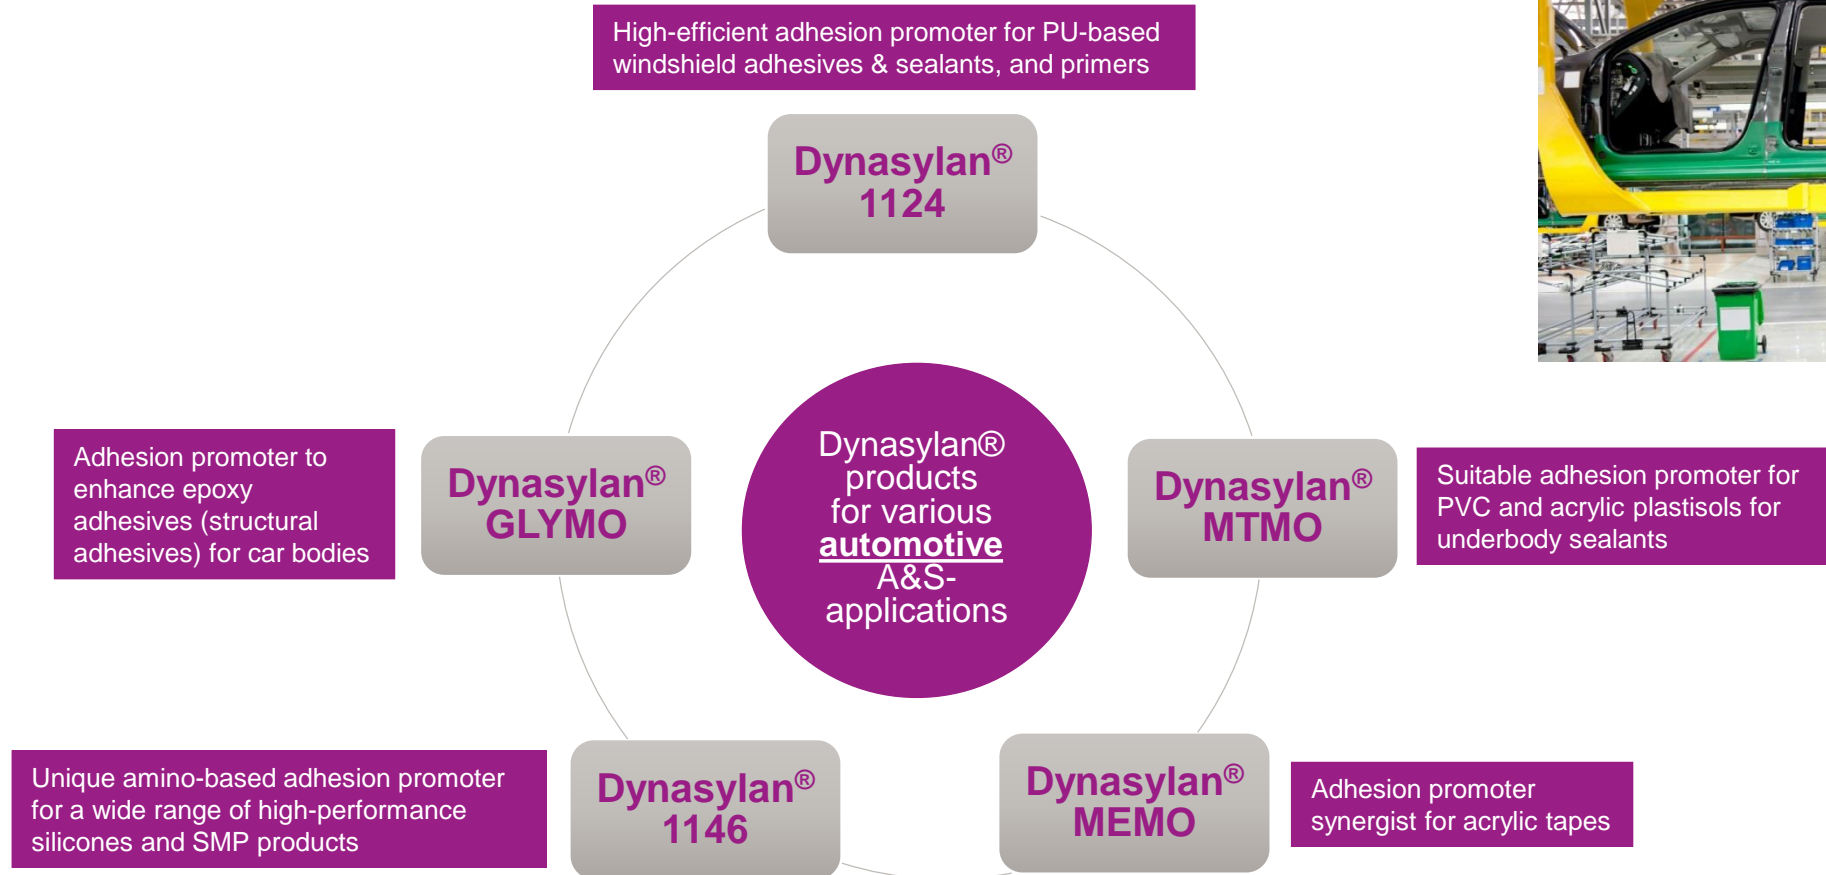 High-efficient adhesion promoter for PU-based
windshield adhesives & sealants, and primers
Dynasylan®
1124
Adhesion promoter to
enhance epoxy
adhesives (structural
adhesives) for car bodies
Dynasylan®
GLYMO
Dynasylan®
products
for various
automotive
A&S-
applications
Dynasylan®
MTMO
Suitable adhesion promoter for
PVC and acrylic plastisols for
underbody sealants
Unique amino-based adhesion promoter
for a wide range of high-performance
silicones and SMP products
Dynasylan®
1146
Dynasylan®
MEMO
Adhesion promoter
synergist for acrylic tapes